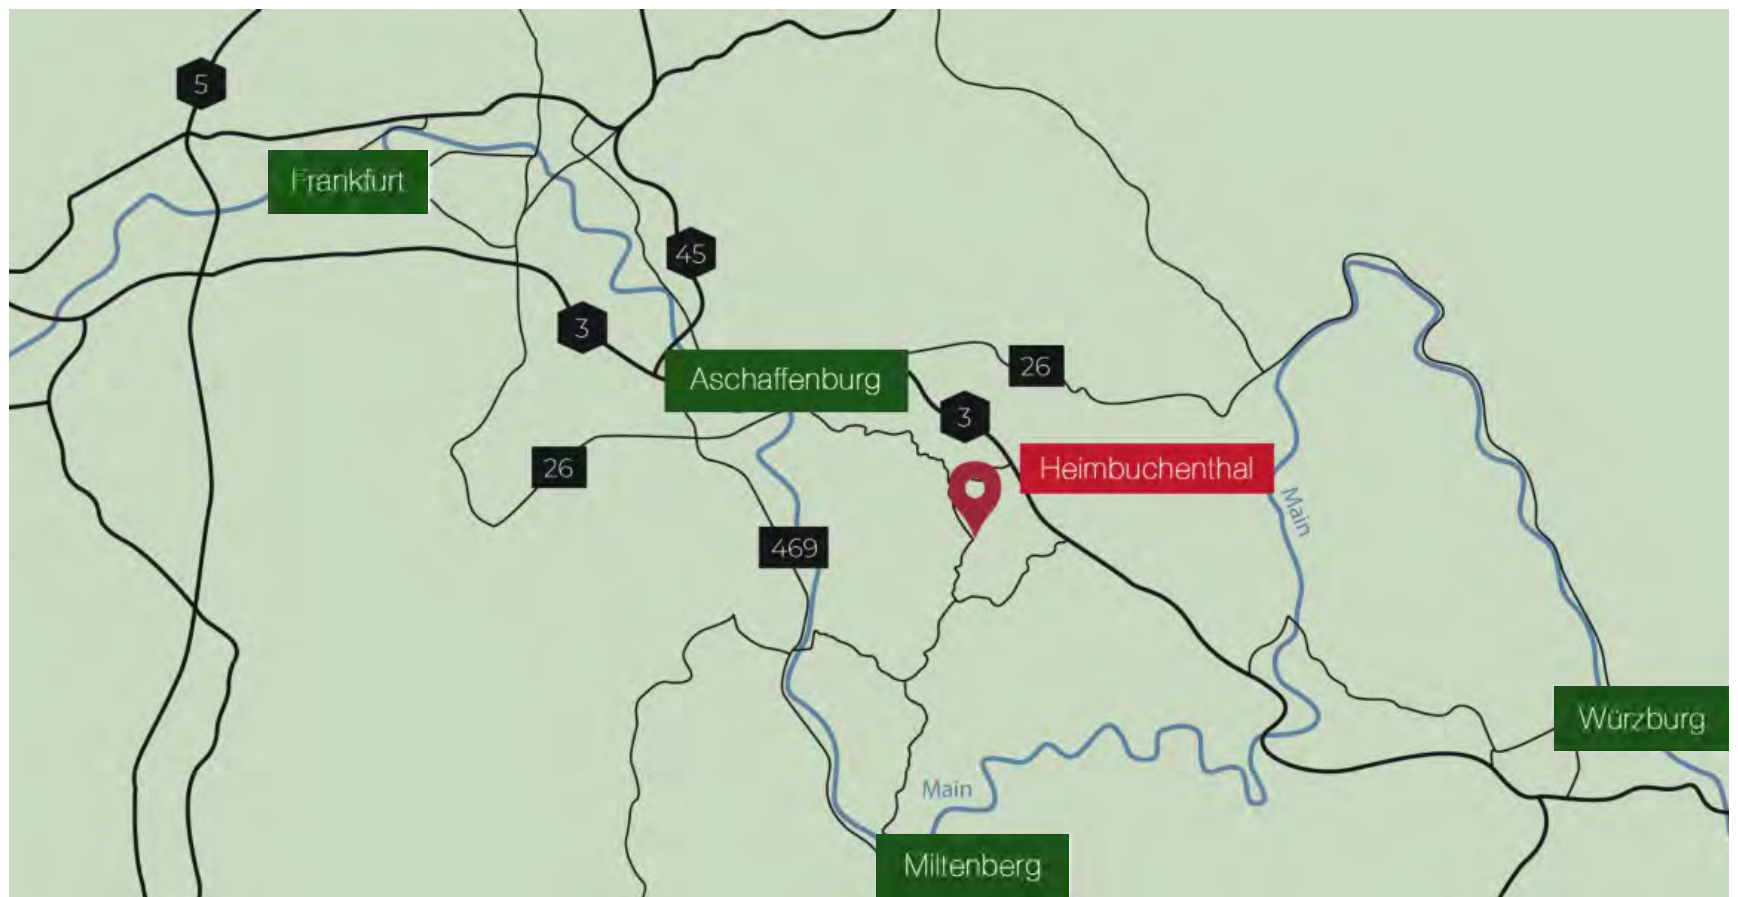 5
Frankfurt
45
3
26
Aschaffenburg
3
Heimbuchenthal
26
Main
469
Würzburg
Main
Miltenberg